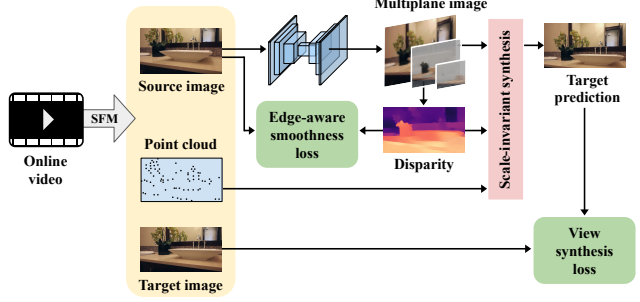 Multiplane image
Source image
SFM
Online
video
Edge-aware
smoothness
loss
Disparity
Scale-invariant synthesis
Target
prediction
Point cloud
Target image
View
synthesis
loss